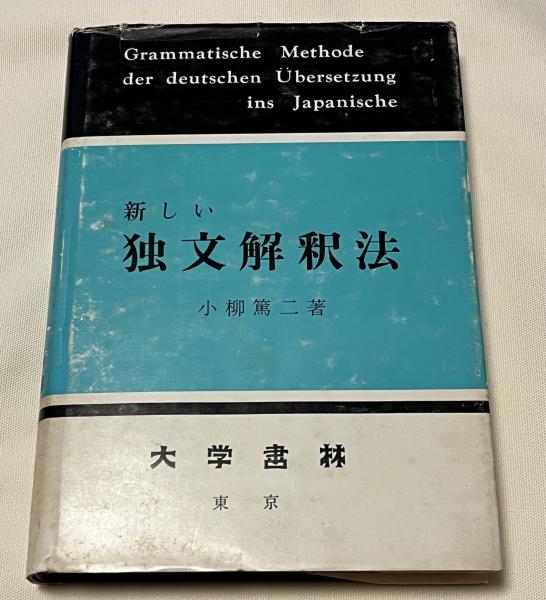 Grammatische Methode
der deutschen Übersetzung
ins Japanische
新しい
独文解釈法
小柳篤二著
大学書林
東京